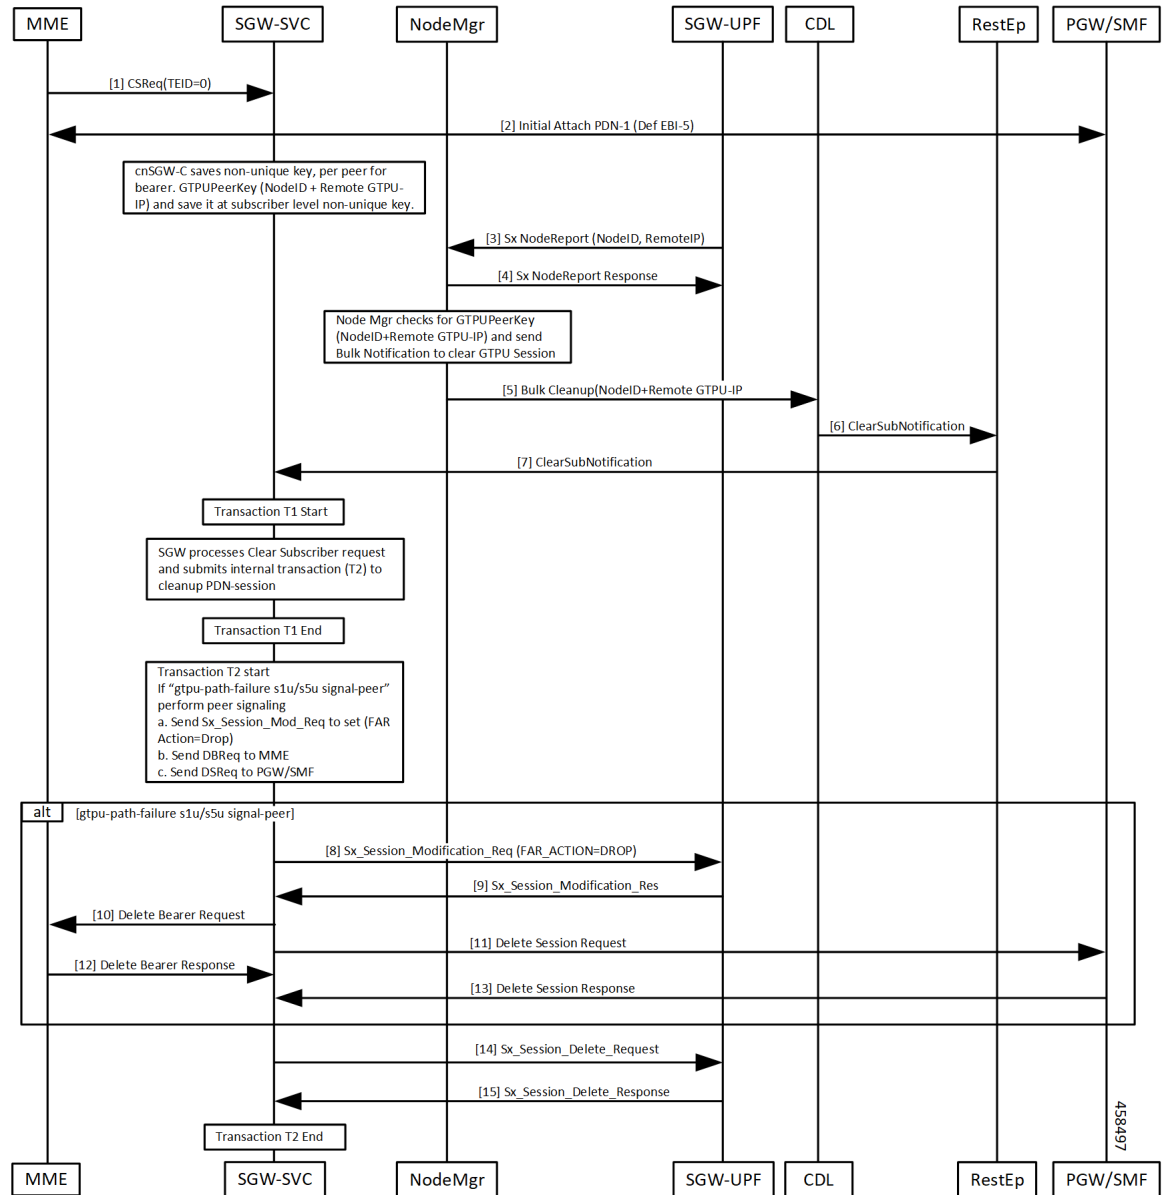 MME
SGW-SVC
NodeMgr
SGW-UPF
CDL
RestEp
PGW/SMF
[1] CSReq(TEID=0)
[2] Initial Attach PDN-1 (Def EBI-5)
cnSGW-C saves non-unique key, per peer for
bearer. GTPUPeerKey (NodeID + Remote GTPU-
IP) and save it at subscriber level non-unique key.
[3] Sx NodeReport (NodeID, RemoteIP)
[4] Sx NodeReport Response
Node Mgr checks for GTPUPeerKey
(NodeID+Remote GTPU-IP) and send
Bulk Notification to clear GTPU Session
[5] Bulk Cleanup(NodeID+Remote GTPU-IP
[6] ClearSubNotification
[7] ClearSubNotification
Transaction T1 Start
SGW processes Clear Subscriber request
and submits internal transaction (T2) to
cleanup PDN-session
Transaction T1 End
Transaction T2 start
If “gtpu-path-failure s1u/s5u signal-peer”
perform peer signaling
a. Send Sx_Session_Mod_Req to set (FAR
Action=Drop)
b. Send DBReq to MME
c. Send DSReq to PGW/SMF
alt
[gtpu-path-failure s1u/s5u signal-peer]
[8] Sx_Session_Modification_Req (FAR_ACTION=DROP)
[9] Sx_Session_Modification_Res
[10] Delete Bearer Request
[11] Delete Session Request
[12] Delete Bearer Response
[13] Delete Session Response
[14] Sx_Session_Delete_Request
[15] Sx_Session_Delete_Response
Transaction T2 End
458497
MME
SGW-SVC
NodeMgr
SGW-UPF
CDL
RestEp
PGW/SMF